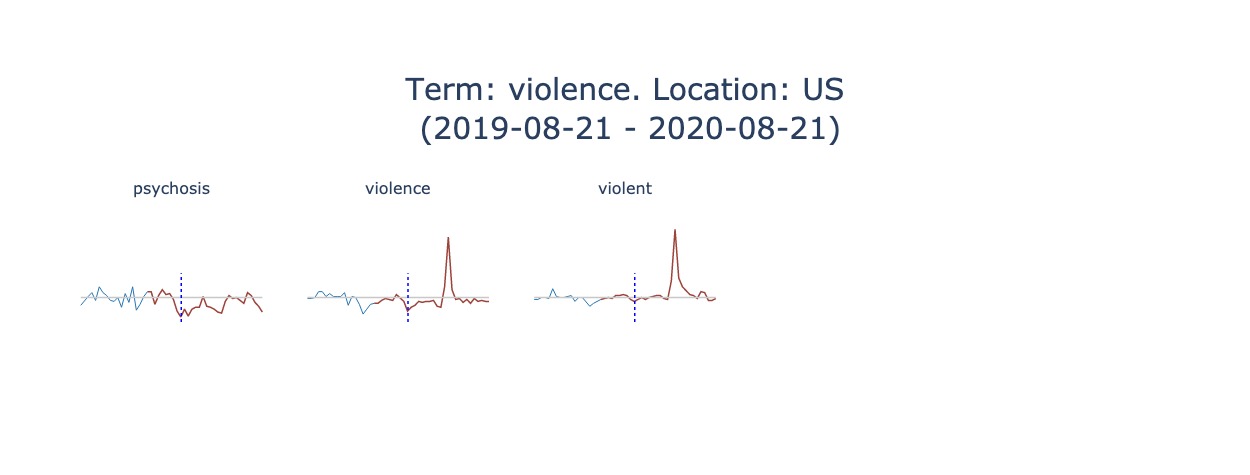 Term: violence. Location: US
(2019-08-21 - 2020-08-21)
psychosis
violence
violent